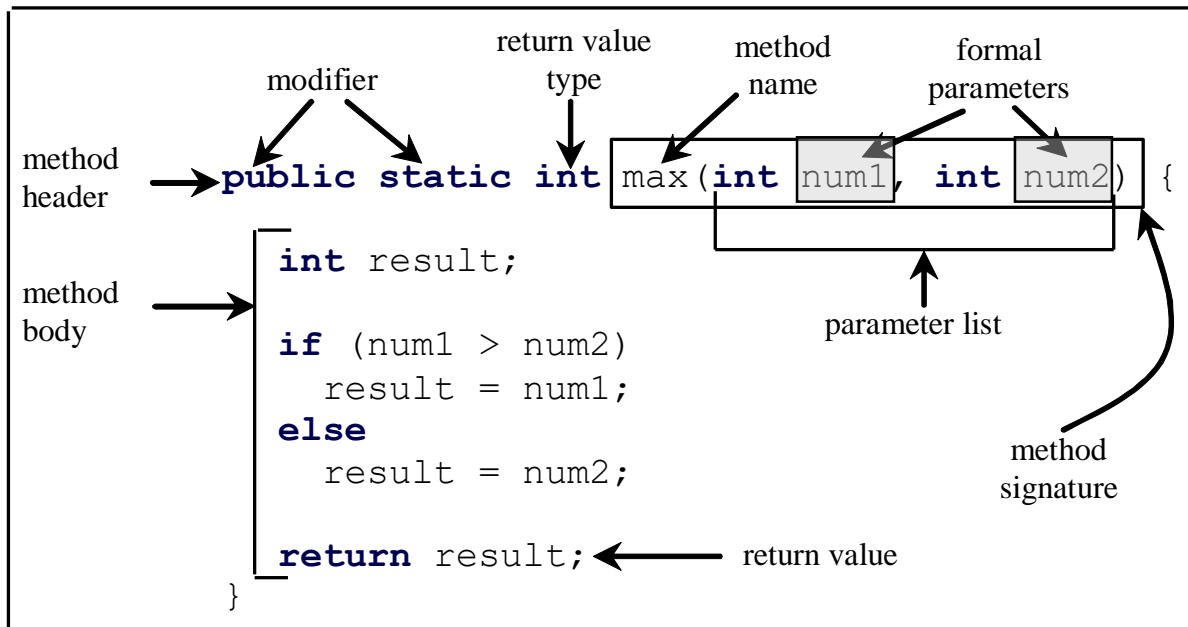 return value
type
method
name
formal
parameters
modifier
method
header
public static int max(int num1, int num2) {
int result;
method
body
parameter list
if (num1 > num2)
result = num1;
else
result = num2;
method
signature
return result;
return value
}